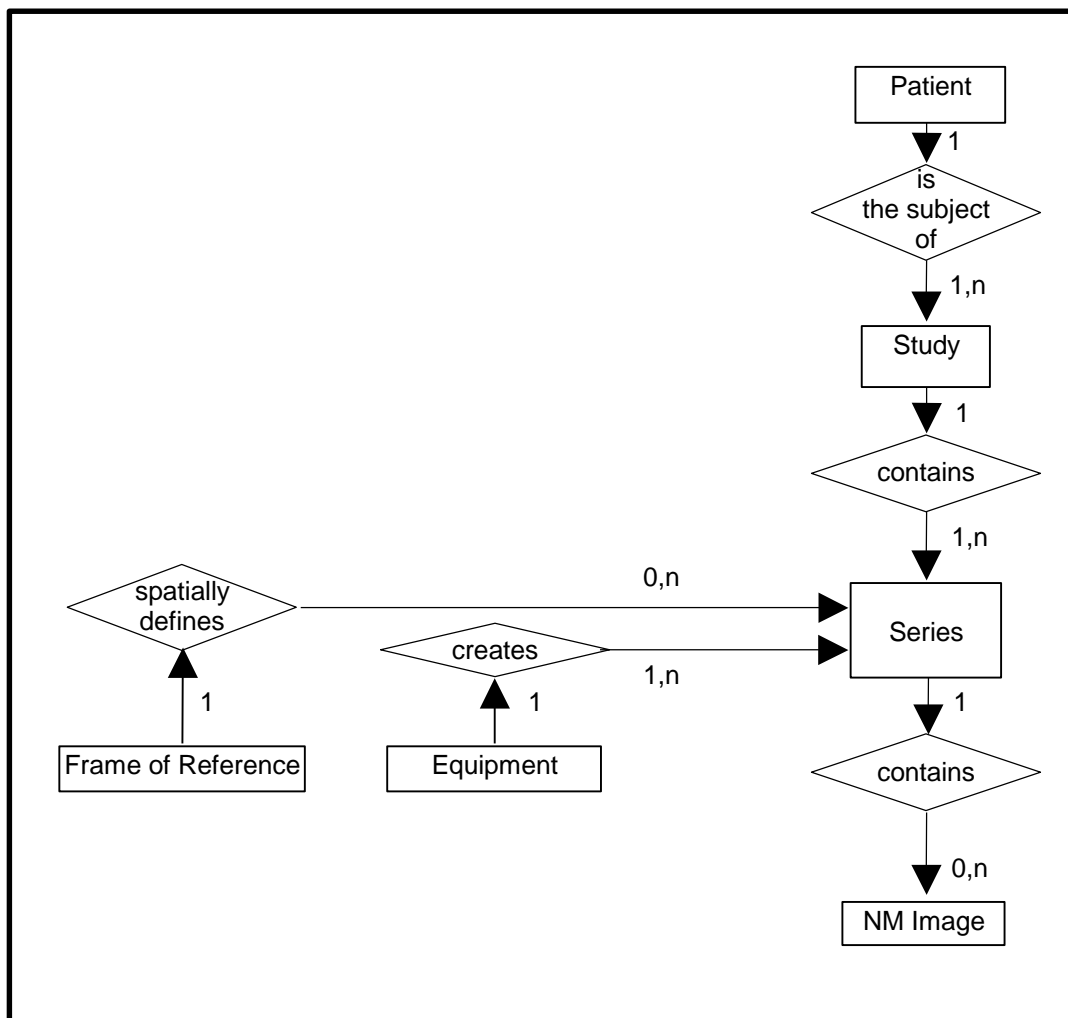 Patient
1
is
the subject
of
1,n
Study
1
contains
1,n
spatially
defines
0,n
Series
creates
1,n
1
1
1
Frame of Reference
Equipment
contains
0,n
NM Image